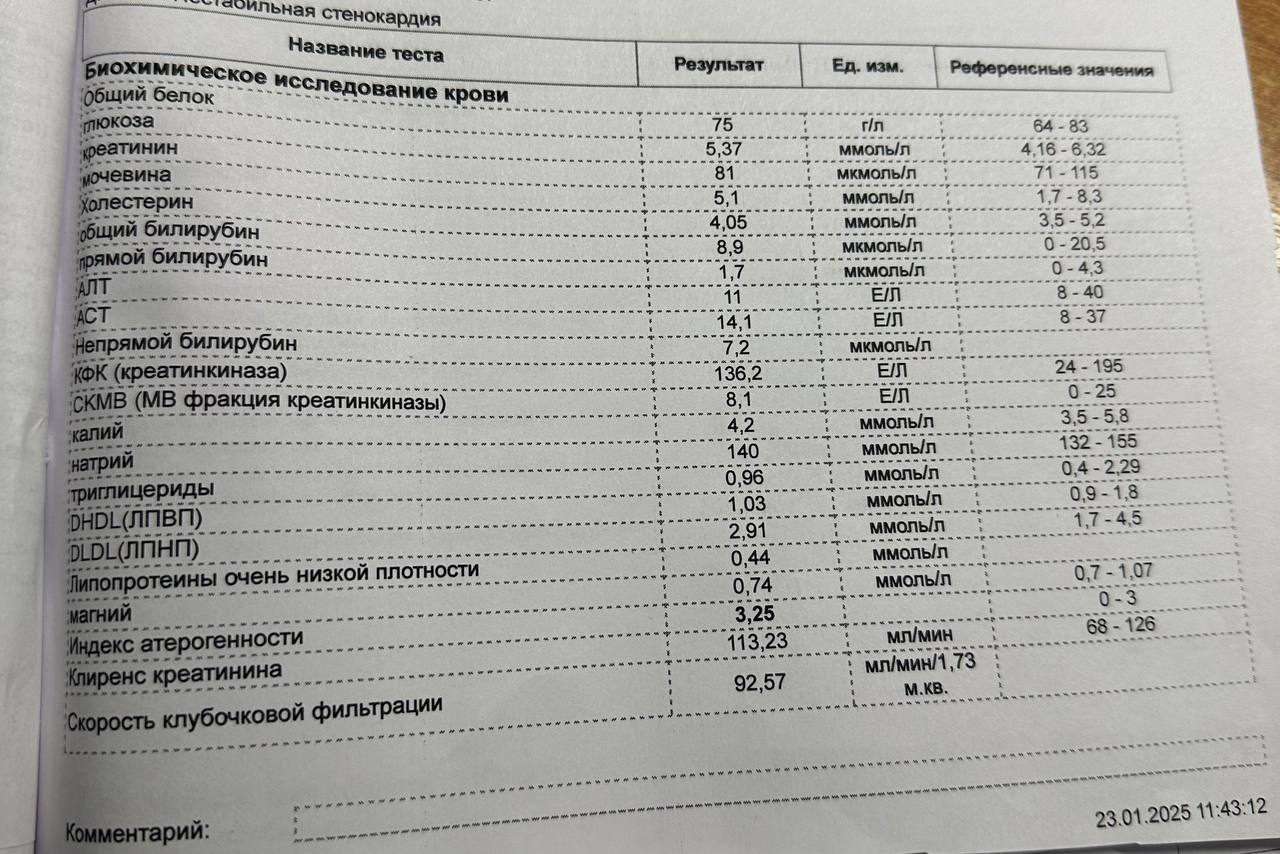 стенокардия
Название теста Результат Ед. изм. Референсные значения
Биохимическое исследование крови
Общий белок 75 г/л 64 - 83
глюкоза 5,37 ммоль/л 4,16 - 6,32
креатинин 81 мкмоль/л 71 - 115
мочевина 5,1 ммоль/л 1,7 - 8,3
Холестерин 4,05 ммоль/л 3,5 - 5,2
общий билирубин 8,9 мкмоль/л 0 - 20,5
прямой билирубин 1,7 мкмоль/л 0 - 4,3
АЛТ 11 Е/Л 8 - 40
АСТ 14,1 Е/Л 8 - 37
Непрямой билирубин 7,2 мкмоль/л
КФК (креатинкиназа) 136,2 Е/Л 24 - 195
СКМВ (МВ фракция креатинкиназы) 8,1 Е/Л 0 - 25
калий 4,2 ммоль/л 3,5 - 5,8
натрий 140 ммоль/л 132 - 155
триглицериды 0,96 ммоль/л 0,4 - 2,29
DHDL(ЛПВП) 1,03 ммоль/л 0,9 - 1,8
DLDL(ЛПНП) 2,91 ммоль/л 1,7 - 4,5
Липопротеины очень низкой плотности 0,44 ммоль/л
магний 0,74 ммоль/л 0,7 - 1,07
Индекс атерогенности 3,25 0 - 3
Клиренс креатинина 113,23 мл/мин 68 - 126
Скорость клубочковой фильтрации 92,57 мл/мин/1,73
м.кв.
Комментарий:
23.01.2025 11:43:12